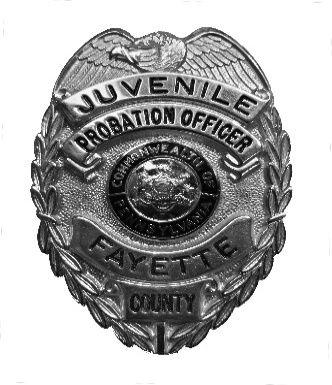 JUVENILE
PROBATION OFFICER
COMMONWEALTH OF
PENNSYLVANIA
FAYETTE
COUNTY